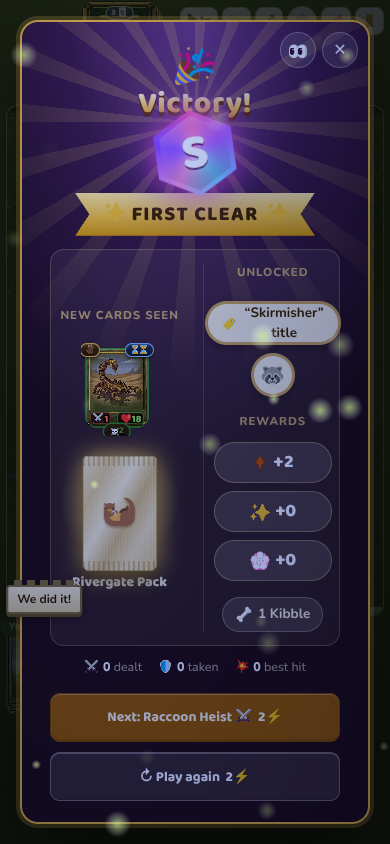 Victory!
S
FIRST CLEAR
NEW CARDS SEEN
1
18
2
Rivergate Pack
UNLOCKED
“Skirmisher”
title
REWARDS
+2
+0
+0
1 Kibble
We did it!
0 dealt 0 taken 0 best hit
Next: Raccoon Heist 2
Play again 2